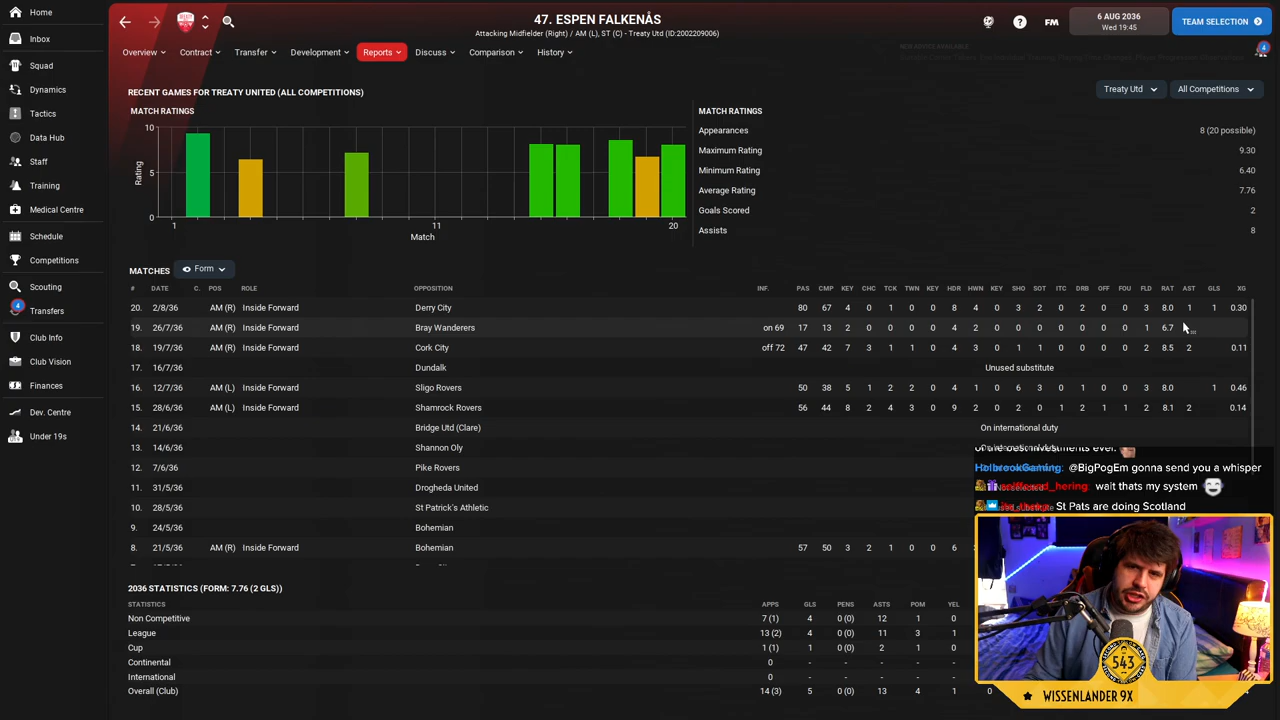 Home
Inbox
Squad
Dynamics
Tactics
Data Hub
Staff
Training
Medical Centre
Schedule
Competitions
Scouting
4
Transfers
Club Info
Club Vision
Finances
Dev. Centre
Under 19s
47. ESPEN FALKENÅS
Attacking Midfielder (Right) / AM (L), ST (C) - Treaty Utd (ID:2002209006)
FM
6 AUG 2036
Wed 19:45
TEAM SELECTION
Overview Contract Transfer Development Reports Discuss Comparison History
NEW ADVICE AVAILABLE
4
RECENT GAMES FOR TREATY UNITED (ALL COMPETITIONS)
Treaty Utd All Competitions
MATCH RATINGS
10
5
0
Rating
1 11 20
Match
MATCH RATINGS
Appearances 8 (20 possible)
Maximum Rating 9.30
Minimum Rating 6.40
Average Rating 7.76
Goals Scored 2
Assists 8
MATCHES Form
# DATE C. POS ROLE OPPOSITION INF. PAS CMP KEY CHC TCK TWN KEY HDR HWN KEY SHO SOT ITC DRB OFF FOU FLD RAT AST GLS XG
20. 2/8/36 AM (R) Inside Forward Derry City 80 67 4 0 1 0 0 8 4 0 3 2 0 2 0 0 3 8.0 1 1 0.30
19. 26/7/36 AM (R) Inside Forward Bray Wanderers on 69 17 13 2 0 0 0 0 4 2 0 0 0 0 0 0 0 1 6.7
18. 19/7/36 AM (R) Inside Forward Cork City off 72 47 42 7 3 1 1 0 4 3 0 1 1 0 0 0 0 2 8.5 2 0.11
17. 16/7/36 Dundalk Unused substitute
16. 12/7/36 AM (L) Inside Forward Sligo Rovers 50 38 5 1 2 2 0 4 1 0 6 3 0 1 0 0 3 8.0 1 0.46
15. 28/6/36 AM (L) Inside Forward Shamrock Rovers 56 44 8 2 4 3 0 9 2 0 2 0 1 2 1 1 2 8.1 2 0.14
14. 21/6/36 Bridge Utd (Clare) On international duty
13. 14/6/36 Shannon Oly
12. 7/6/36 Pike Rovers
11. 31/5/36 Drogheda United
10. 28/5/36 St Patrick's Athletic
9. 24/5/36 Bohemian
8. 21/5/36 AM (R) Inside Forward Bohemian 57 50 3 2 1 0 0 6
of the best investments ever.
HolbrookGaming: @BigPogEm gonna send you a whisper
wait thats my system
St Pats are doing Scotland
2036 STATISTICS (FORM: 7.76 (2 GLS))
STATISTICS APPS GLS PENS ASTS POM YEL
Non Competitive 7 (1) 4 0 (0) 12 1 0
League 13 (2) 4 0 (0) 11 3 1
Cup 1 (1) 1 0 (0) 2 1 0
Continental 0 - - - - -
International 0 - - - - -
Overall (Club) 14 (3) 5 0 (0) 13 4 1 0
543
WISSENLANDER 9X